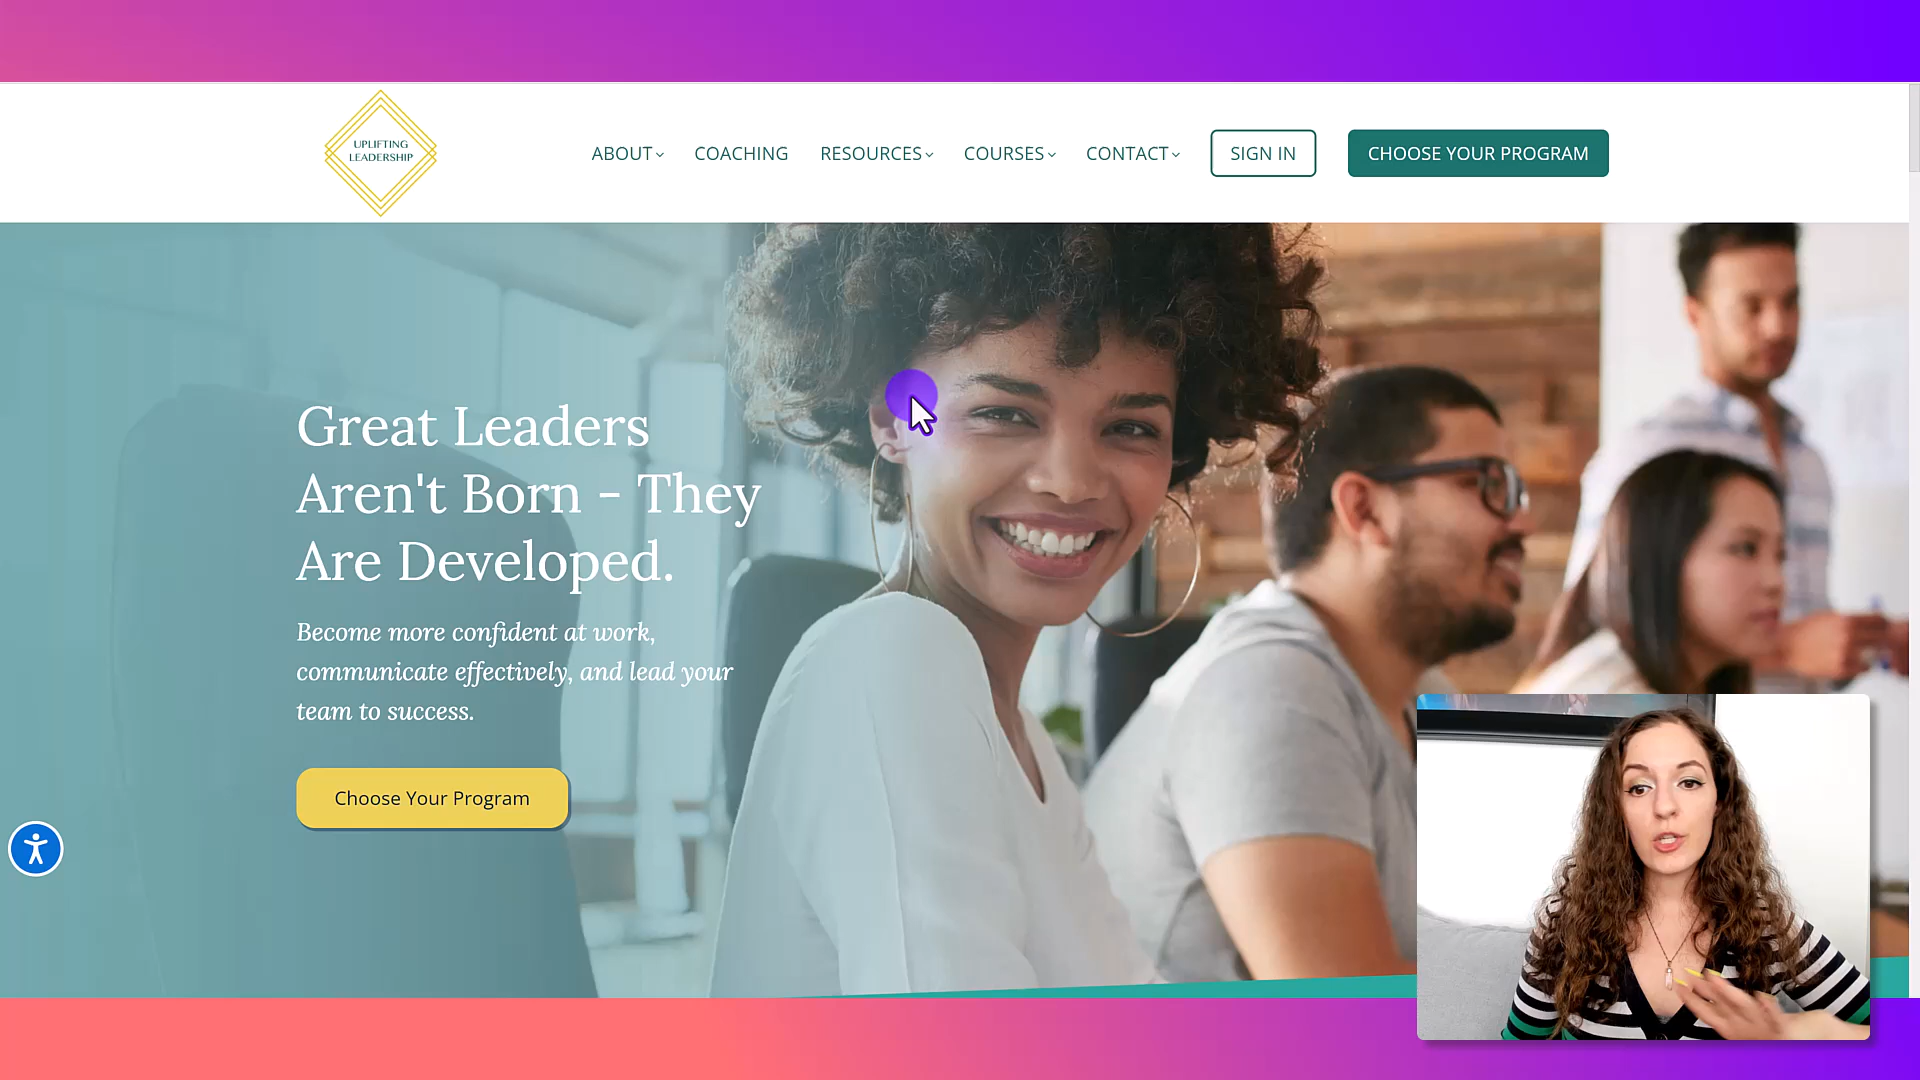 UPLIFTING
LEADERSHIP
ABOUT
COACHING
RESOURCES
COURSES
CONTACT
SIGN IN
CHOOSE YOUR PROGRAM
Great Leaders
Aren't Born - They
Are Developed.
Become more confident at work,
communicate effectively, and lead your
team to success.
Choose Your Program